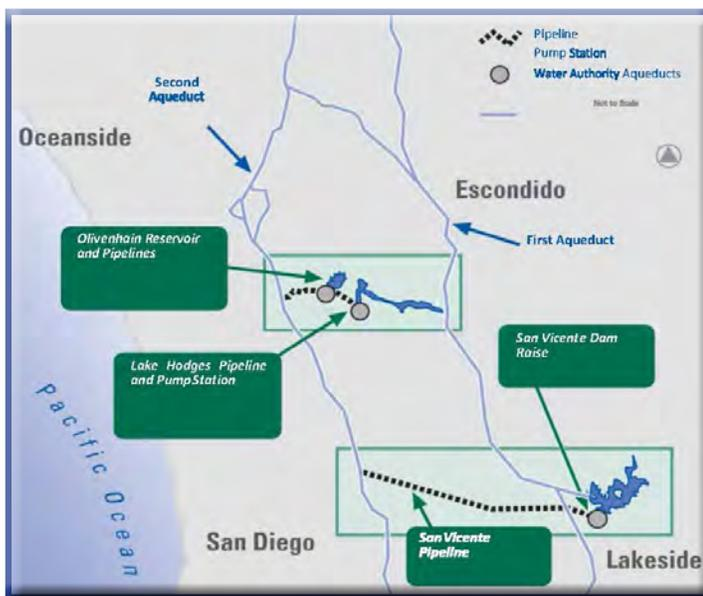 Pipeline
Pump Station
Water Authority Aqueducts
Not to Scale
Second
Aqueduct
Oceanside
Escondido
First Aqueduct
Olivenhain Reservoir
and Pipelines
Lake Hodges Pipeline
and PumpStation
San Vicente Dam
Raise
Pacific Ocean
San Diego
San Vicente
Pipeline
Lakeside